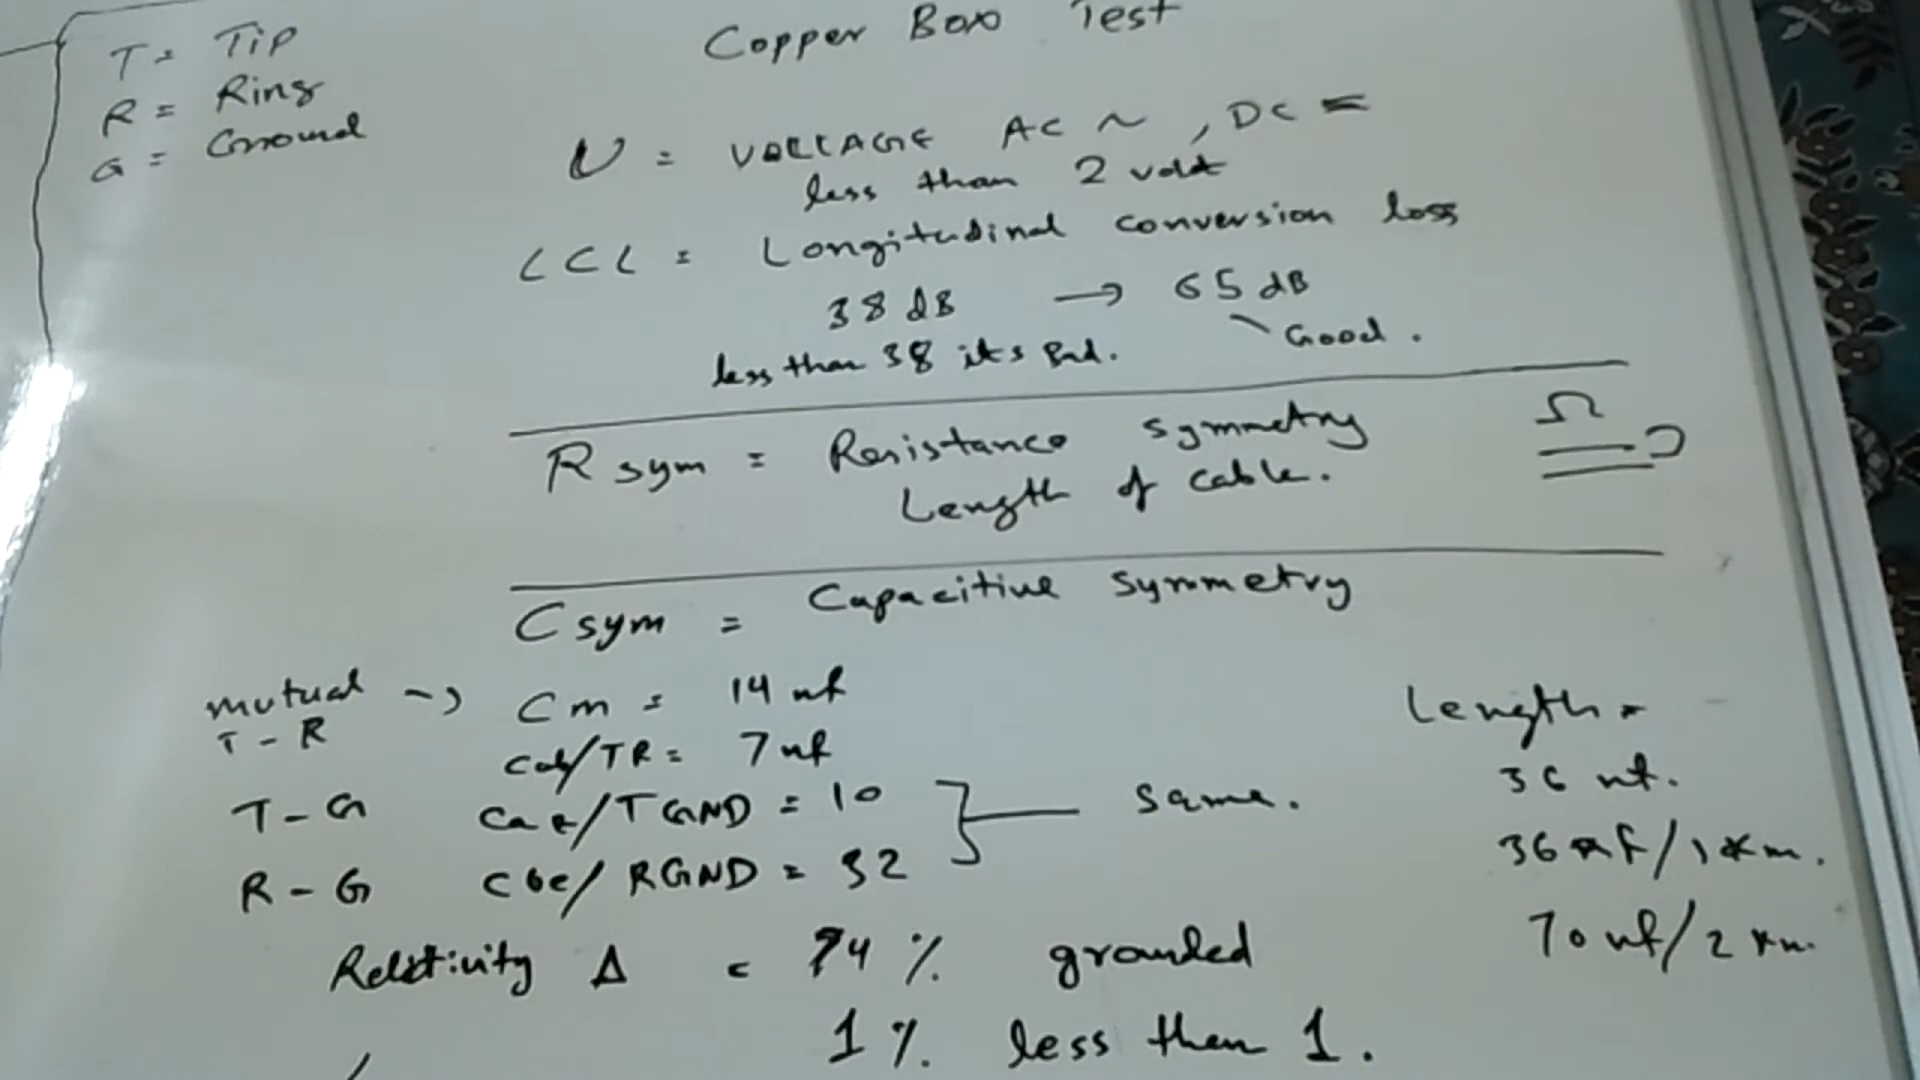 Copper Box Test
T = Tip
R = Ring
G = Ground
U = VOLTAGE AC ~, DC =
less than 2 volt
LCL = Longitudinal conversion loss
38 dB → 65 dB
less than 38 its Bad. Good.
R sym = Resistance symmetry Ω
Length of cable.
C sym = Capacitive Symmetry
mutual → Cm = 14 nf
T - R Cab/TR = 7 nf
T - G Cae/TGND = 10
R - G Cbe/RGND = 32
same.
Length =
36 nf.
36 nf/1 km.
70 nf/2 km.
Reletivity Δ = 74 % grounded
1 % less then 1.